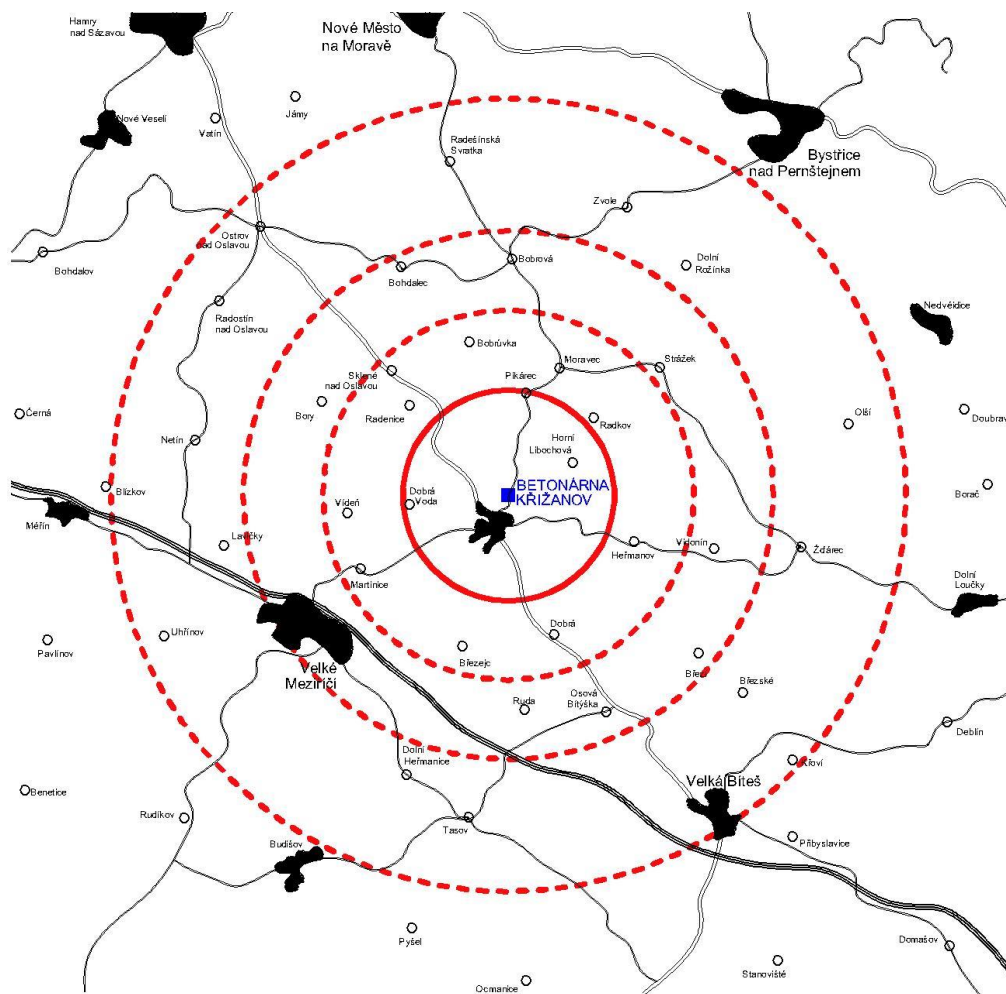 Hamry
nad Sázavou
Nové Město
na Moravě
Jámy
Nové Veselí
Vatín
Radešínská
Svratka
Bystřice
nad Pernštejnem
Zvole
Ostrov
nad Oslavou
Bohdalov
Bohdalec
Bobrová
Dolní
Rožínka
Radostín
nad Oslavou
Nedvěidice
Bobrůvka
Moravec
Strážek
Sklené
nad Oslavou
Pikárec
Černá
Bory
Radenice
Radkov
Olší
Doubrav
Netín
Horní
Libochová
Blízkov
Dobrá
Voda
BETONÁRNA
KŘIŽANOV
Borač
Vídeň
Měřín
Lavičky
Heřmanov
Vidonín
Žďárec
Martinice
Dolní
Loučky
Uhřínov
Pavlínov
Dobrá
Březejc
Velké
Meziříčí
Březí
Březské
Ruda
Osová
Bítýška
Deblín
Dolní
Heřmanice
Křoví
Velká Bíteš
Benetice
Rudíkov
Tasov
Přibyslavice
Budišov
Pyšel
Domašov
Stanoviště
Ocmanice